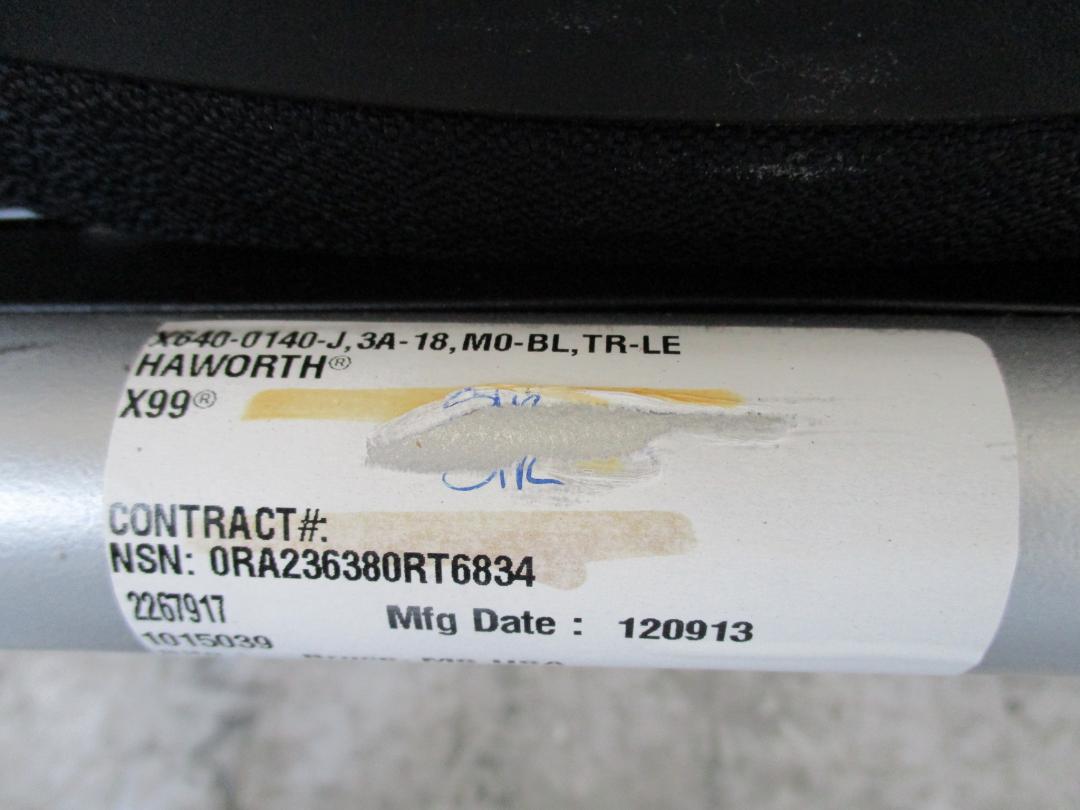 X640-0140-J,3A-18,M0-BL,TR-LE
HAWORTH®
X99®
CONTRACT#:
NSN: 0RA236380RT6834
2267917
Mfg Date : 120913
1015039